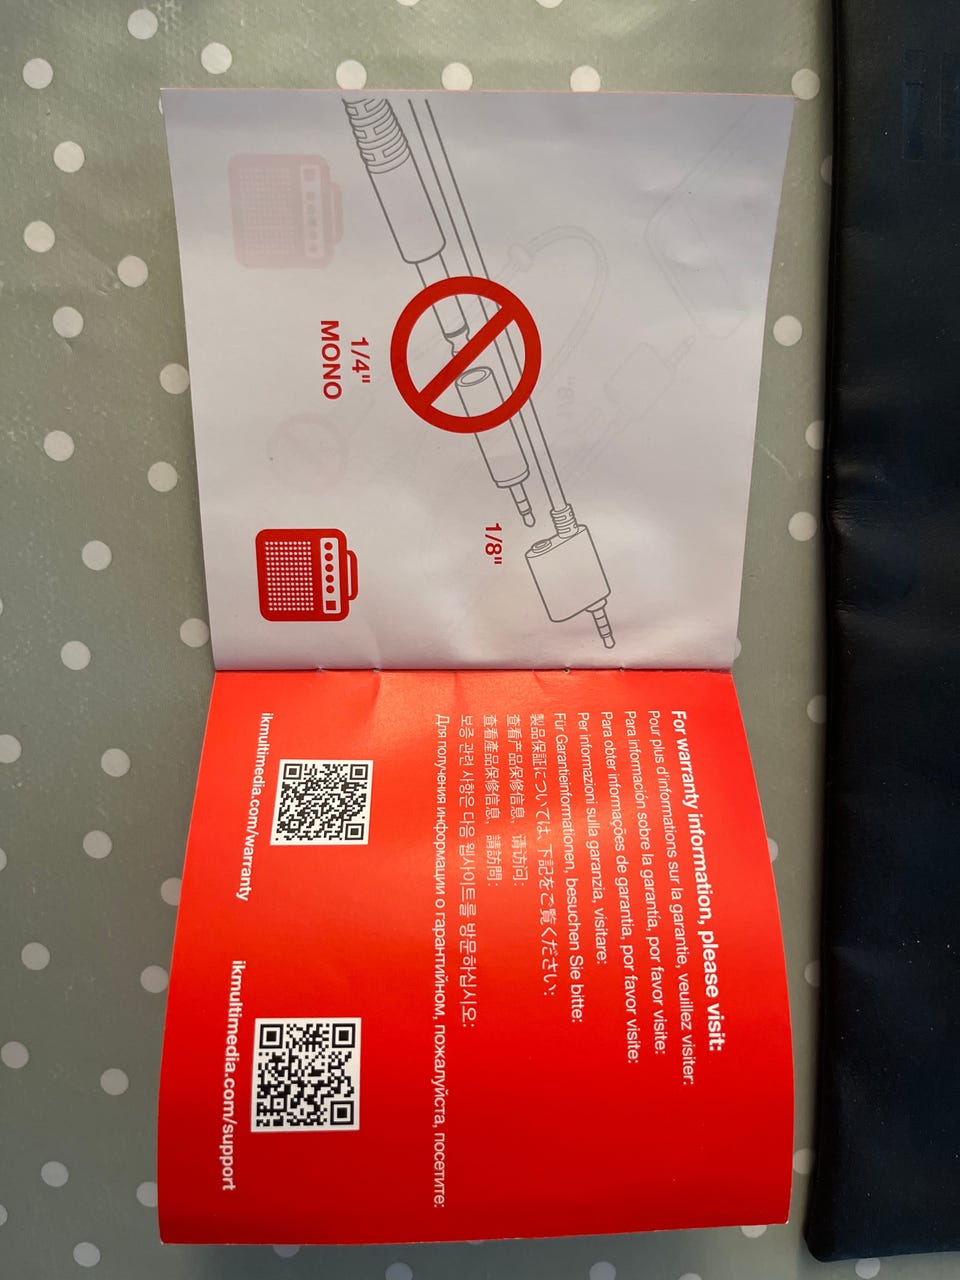 1/4"
MONO
1/8"
For warranty information, please visit:
Pour plus d'informations sur la garantie, veuillez visiter:
Para información sobre la garantía, por favor visite:
Para obter informações de garantia, por favor visite:
Per informazioni sulla garanzia, visitare:
Für Garantieinformationen, besuchen Sie bitte:
製品保証については、下記をご覧ください:
查看产品保修信息，请访问:
查看產品保修信息，請訪問:
보증 관련 사항은 다음 웹사이트를 방문하십시오:
Для получения информации о гарантийном, пожалуйста, посетите:
ikmultimedia.com/warranty
ikmultimedia.com/support